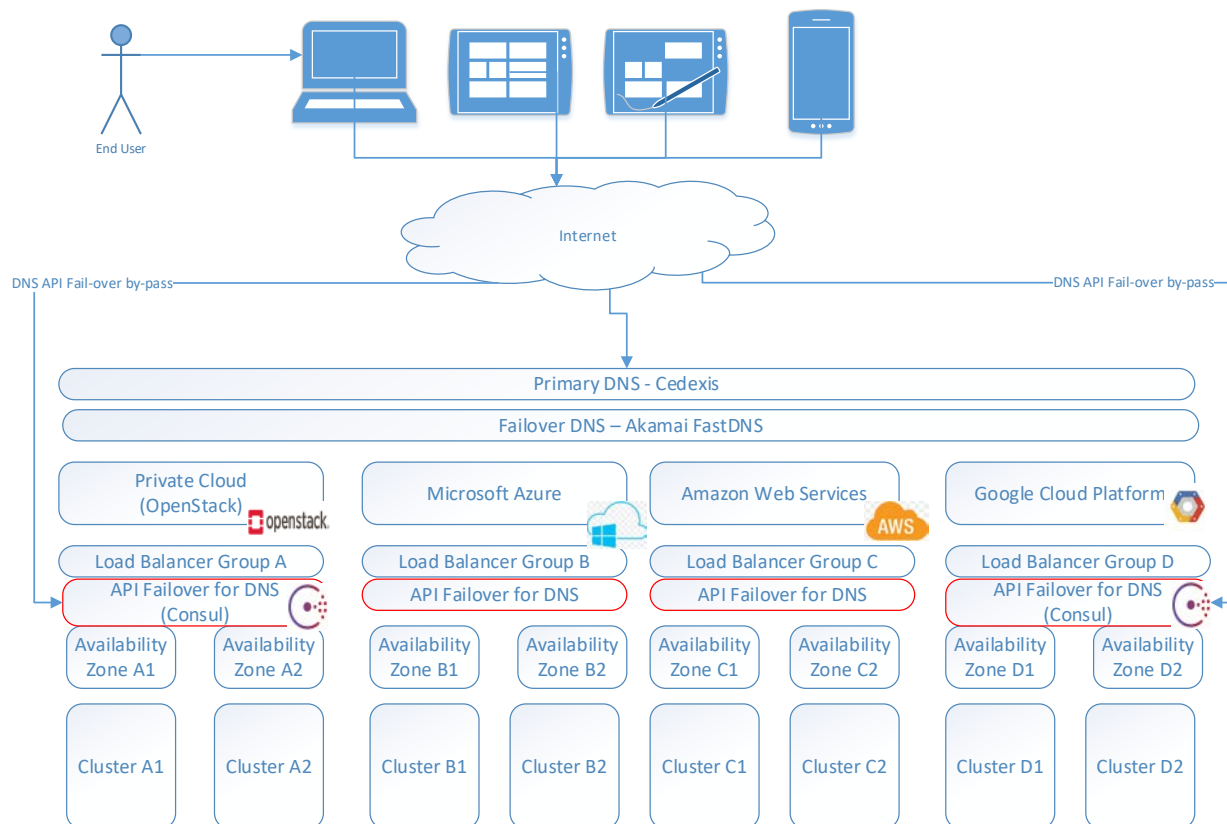 End User
Internet
DNS API Fail-over by-pass
DNS API Fail-over by-pass
Primary DNS - Cedexis
Failover DNS – Akamai FastDNS
Private Cloud
(OpenStack)
openstack.
Microsoft Azure
Amazon Web Services
AWS
Google Cloud Platform
Load Balancer Group A
Load Balancer Group B
Load Balancer Group C
Load Balancer Group D
API Failover for DNS
(Consul)
API Failover for DNS
API Failover for DNS
API Failover for DNS
(Consul)
Availability
Zone A1
Availability
Zone A2
Availability
Zone B1
Availability
Zone B2
Availability
Zone C1
Availability
Zone C2
Availability
Zone D1
Availability
Zone D2
Cluster A1
Cluster A2
Cluster B1
Cluster B2
Cluster C1
Cluster C2
Cluster D1
Cluster D2